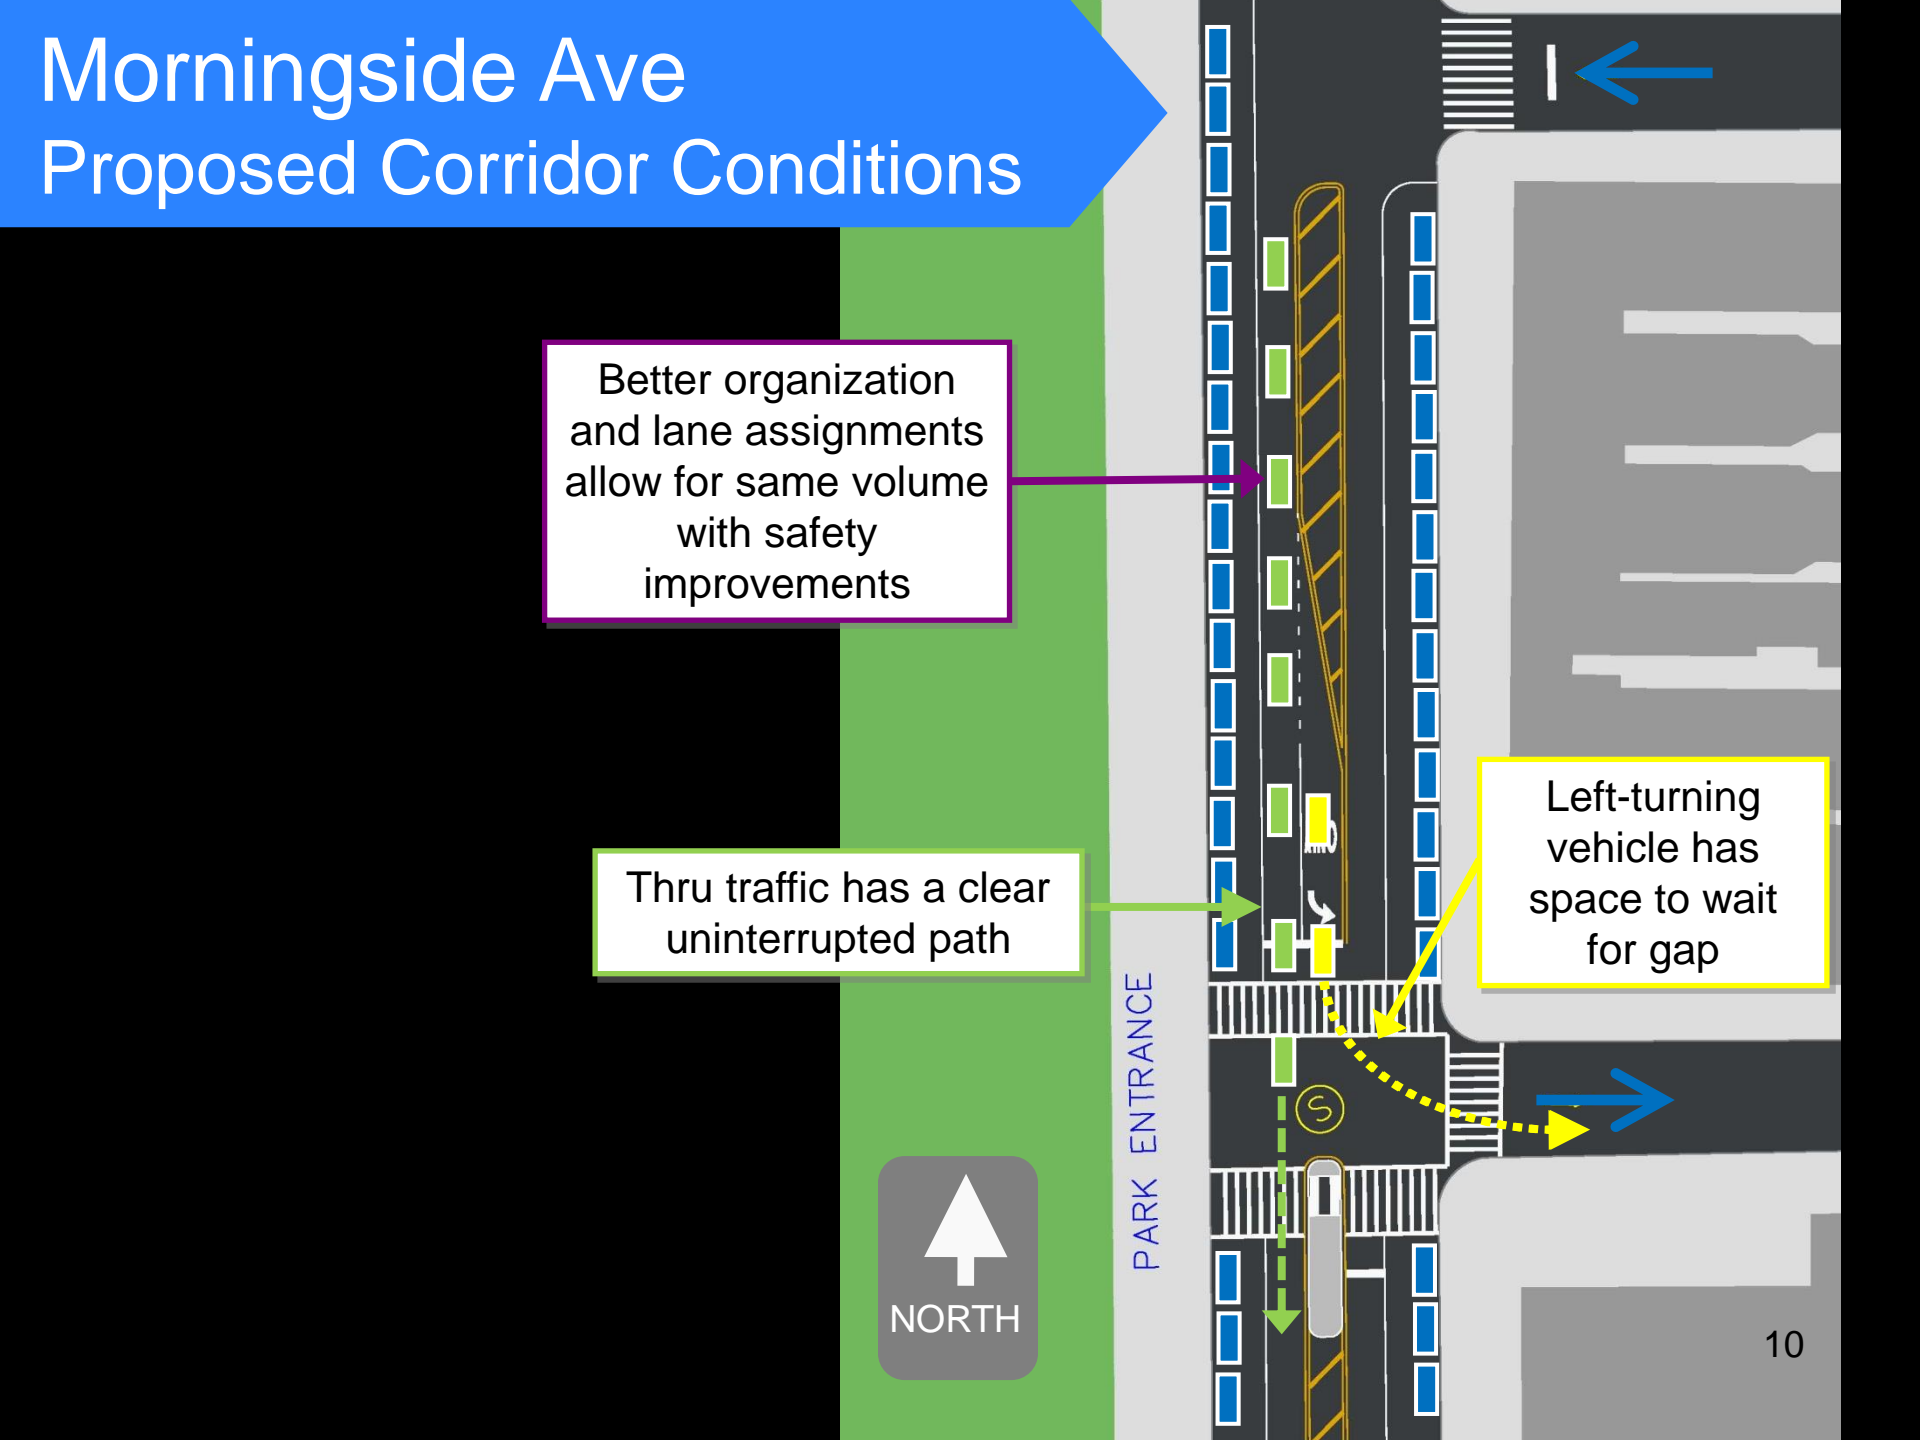 Morningside Ave
Proposed Corridor Conditions
Better organization
and lane assignments
allow for same volume
with safety
improvements
Left-turning
vehicle has
space to wait
for gap
Thru traffic has a clear
uninterrupted path
PARK ENTRANCE
S
NORTH
10